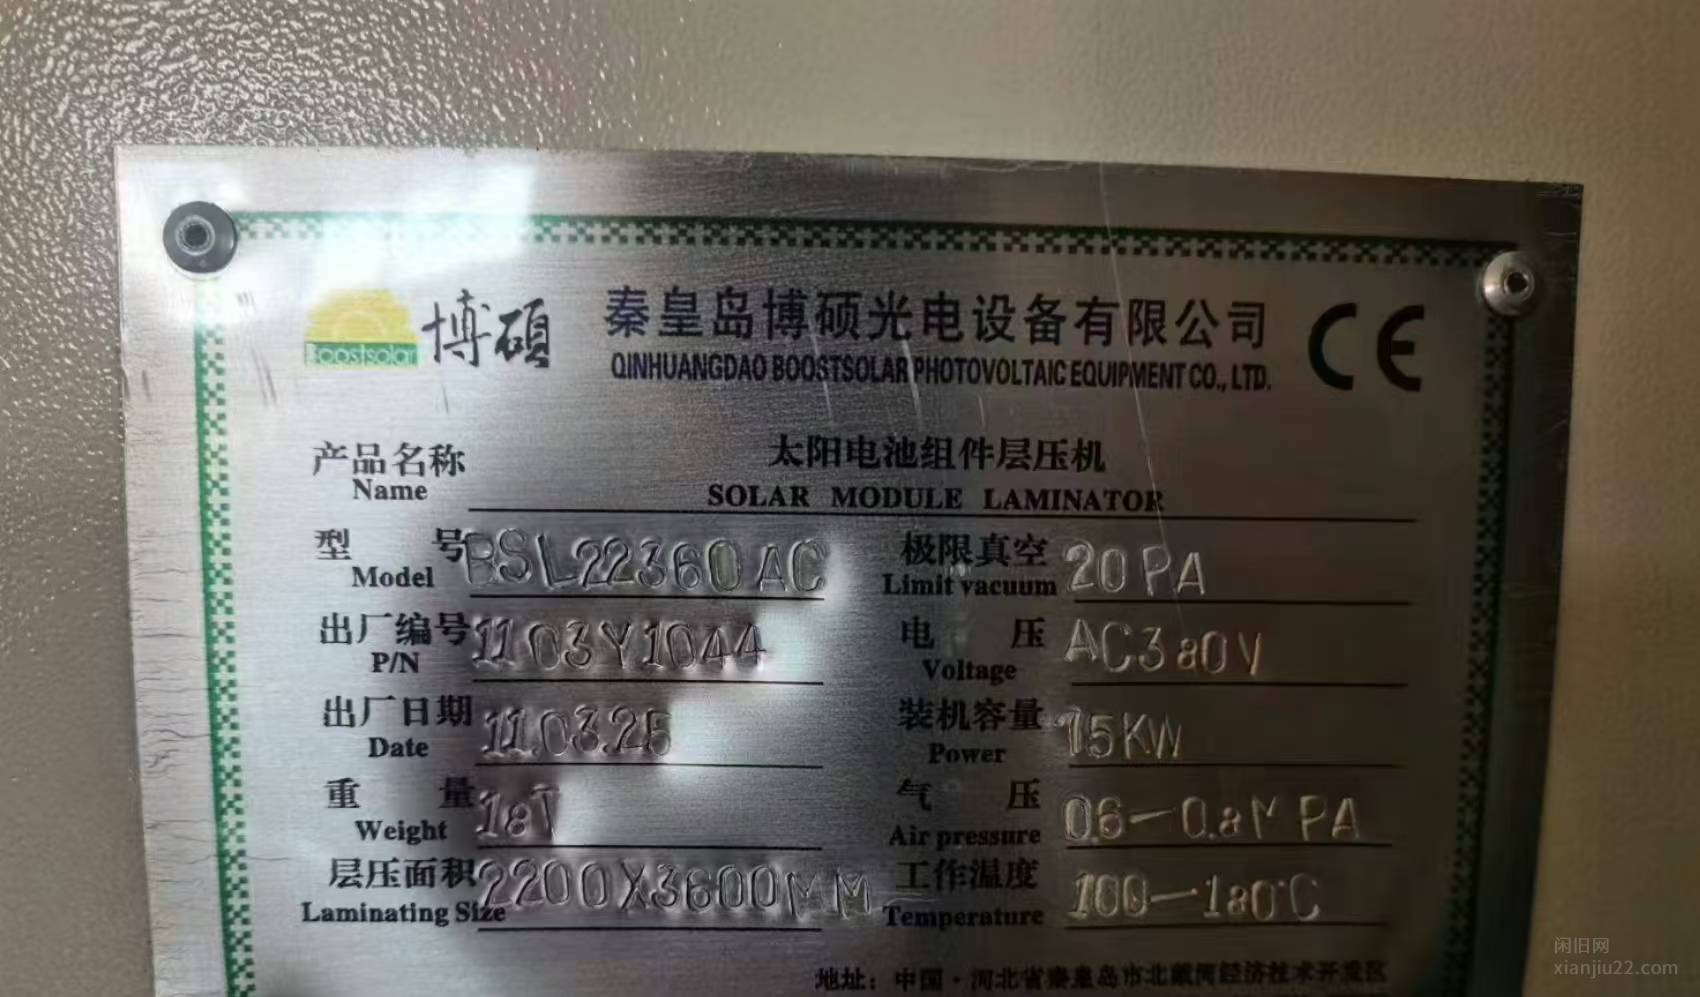 Boostsolar 博硕 秦皇岛博硕光电设备有限公司 CE
QINHUANGDAO BOOSTSOLAR PHOTOVOLTAIC EQUIPMENT CO., LTD.
产品名称 太阳电池组件层压机
Name SOLAR MODULE LAMINATOR
型 号 BSL22360AC 极限真空 20PA
Model Limit vacuum
出厂编号 1103Y1044 电 压 AC380V
P/N Voltage
出厂日期 11.03.25 装机容量 75KW
Date Power
重 量 18T 气 压 0.6-0.8MPA
Weight Air pressure
层压面积 2200X3600MM 工作温度 100-180°C
Laminating Size Temperature
地址：中国·河北省秦皇岛市北戴河经济技术开发区
闲旧网
xianjiu22.com